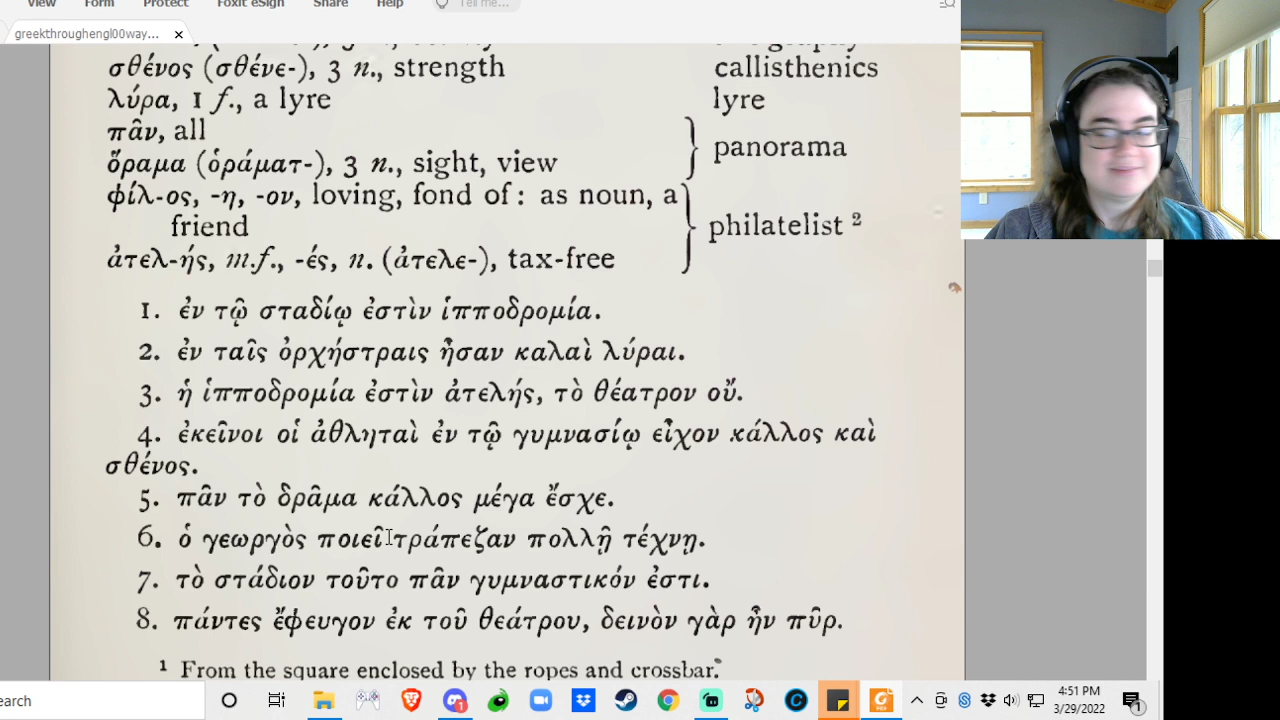 View Form Protect Foxit eSign Share Help Tell me...
greekthroughengl00way... ×
σθένος (σθένε-), 3 n., strength callisthenics
λύρα, 1 f., a lyre lyre
πᾶν, all
ὅραμα (ὁράματ-), 3 n., sight, view panorama
φίλ-ος, -η, -ον, loving, fond of : as noun, a
friend philatelist ²
ἀτελ-ής, m.f., -ές, n. (ἀτελε-), tax-free
1. ἐν τῷ σταδίῳ ἐστὶν ἱπποδρομία.
2. ἐν ταῖς ὀρχήστραις ἦσαν καλαὶ λύραι.
3. ἡ ἱπποδρομία ἐστὶν ἀτελής, τὸ θέατρον οὔ.
4. ἐκεῖνοι οἱ ἀθληταὶ ἐν τῷ γυμνασίῳ εἶχον κάλλος καὶ
σθένος.
5. πᾶν τὸ δρᾶμα κάλλος μέγα ἔσχε.
6. ὁ γεωργὸς ποιεῖ τράπεζαν πολλῇ τέχνῃ.
7. τὸ στάδιον τοῦτο πᾶν γυμναστικόν ἐστι.
8. πάντες ἔφευγον ἐκ τοῦ θεάτρου, δεινὸν γὰρ ἦν πῦρ.
¹ From the square enclosed by the ropes and crossbar.
earch
4:51 PM
3/29/2022